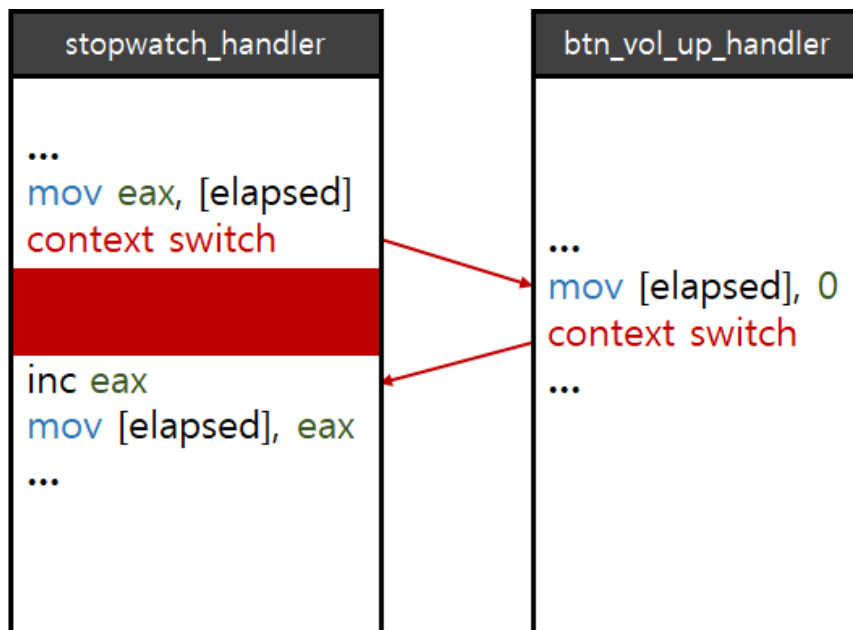 stopwatch_handler
...
mov eax, [elapsed]
context switch
inc eax
mov [elapsed], eax
...
btn_vol_up_handler
...
mov [elapsed], 0
context switch
...